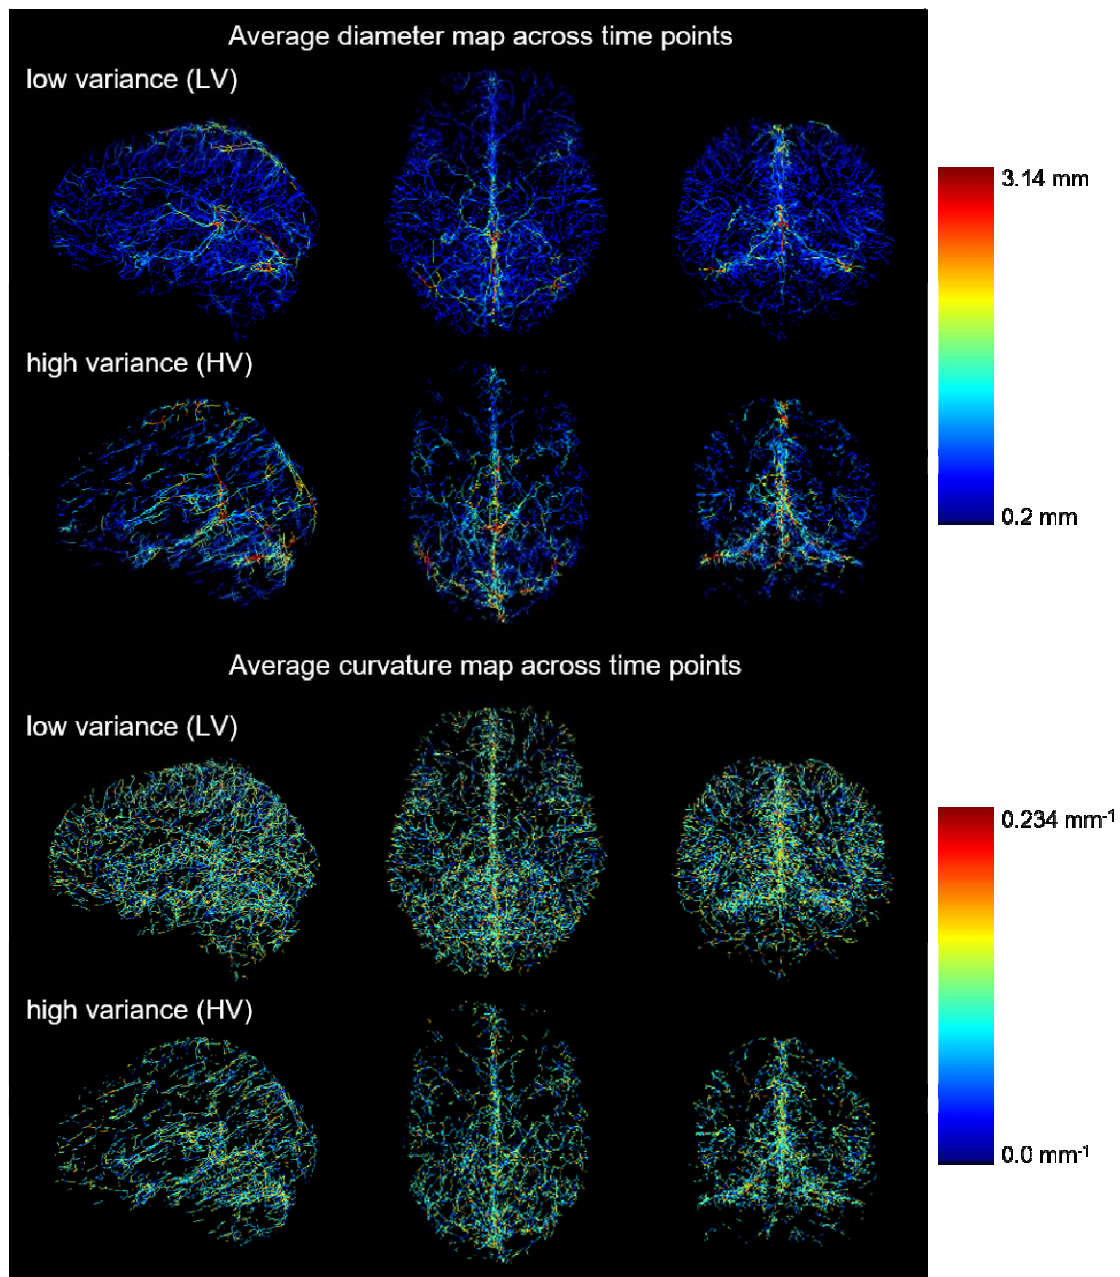 Average diameter map across time points
low variance (LV)
3.14 mm
high variance (HV)
0.2 mm
Average curvature map across time points
low variance (LV)
0.234 mm⁻¹
high variance (HV)
0.0 mm⁻¹